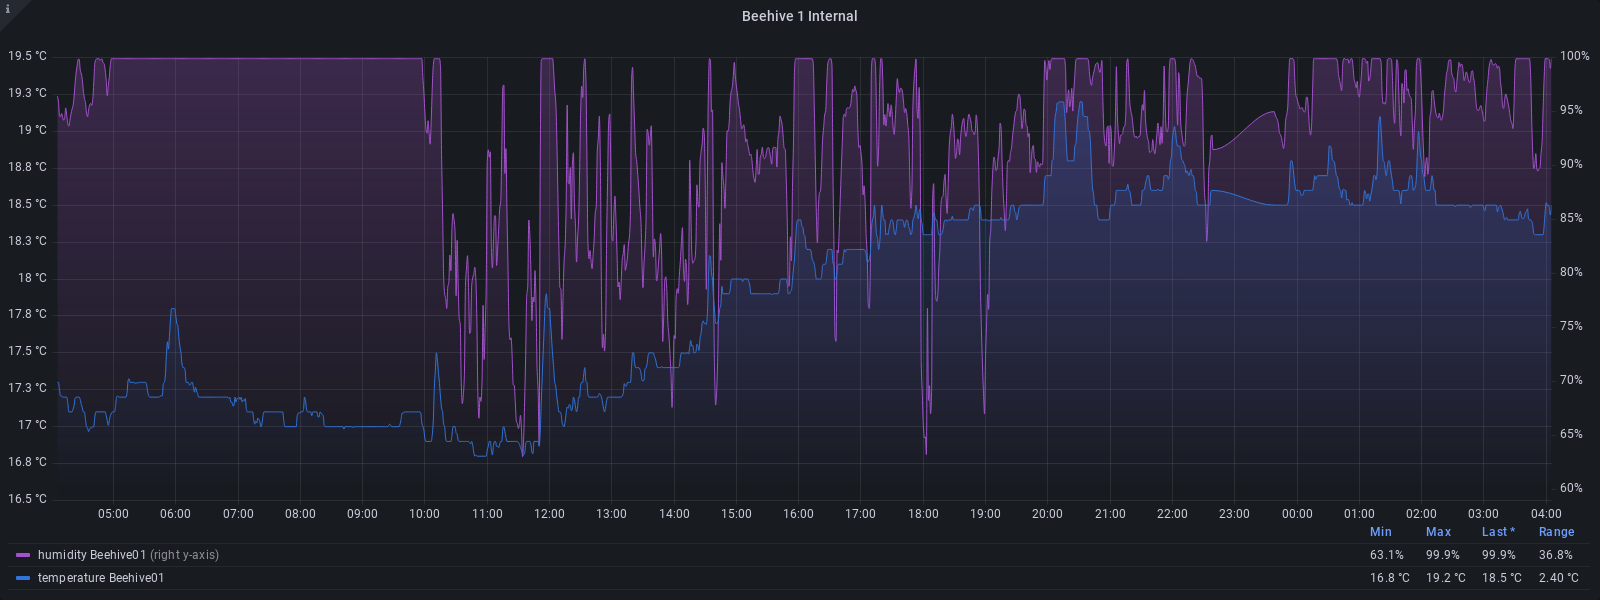 i
Beehive 1 Internal
19.5 °C 100%
19.3 °C 95%
19 °C 90%
18.8 °C 85%
18.5 °C 80%
18.3 °C 75%
18 °C 70%
17.8 °C 65%
17.5 °C 60%
17.3 °C
17 °C
16.8 °C
16.5 °C
05:00 06:00 07:00 08:00 09:00 10:00 11:00 12:00 13:00 14:00 15:00 16:00 17:00 18:00 19:00 20:00 21:00 22:00 23:00 00:00 01:00 02:00 03:00 04:00
Min Max Last * Range
humidity Beehive01 (right y-axis) 63.1% 99.9% 99.9% 36.8%
temperature Beehive01 16.8 °C 19.2 °C 18.5 °C 2.40 °C